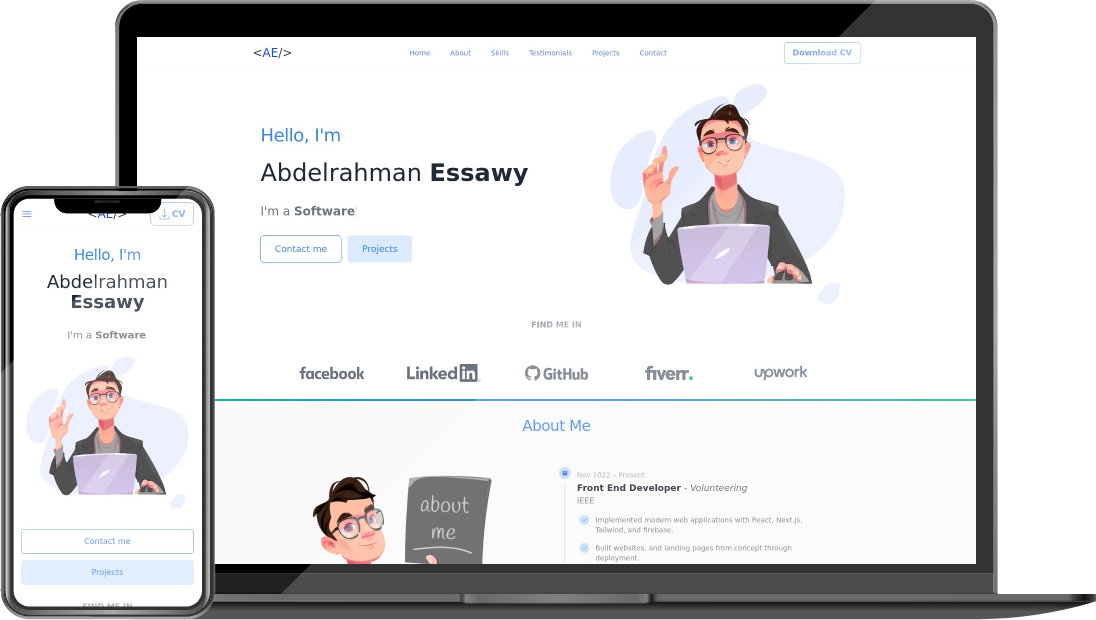 <AE/>
Home About Skills Testimonials Projects Contact
Download CV
Hello, I'm
Abdelrahman Essawy
I'm a Software
Contact me Projects
FIND ME IN
facebook LinkedIn GitHub fiverr. upwork
About Me
about
me
Nov 2022 – Present
Front End Developer - Volunteering
IEEE
Implemented modern web applications with React, Next.js,
Tailwind, and firebase.
Built websites, and landing pages from concept through
deployment.
<AE/>
CV
Hello, I'm
Abdelrahman
Essawy
I'm a Software
Contact me
Projects
FIND ME IN